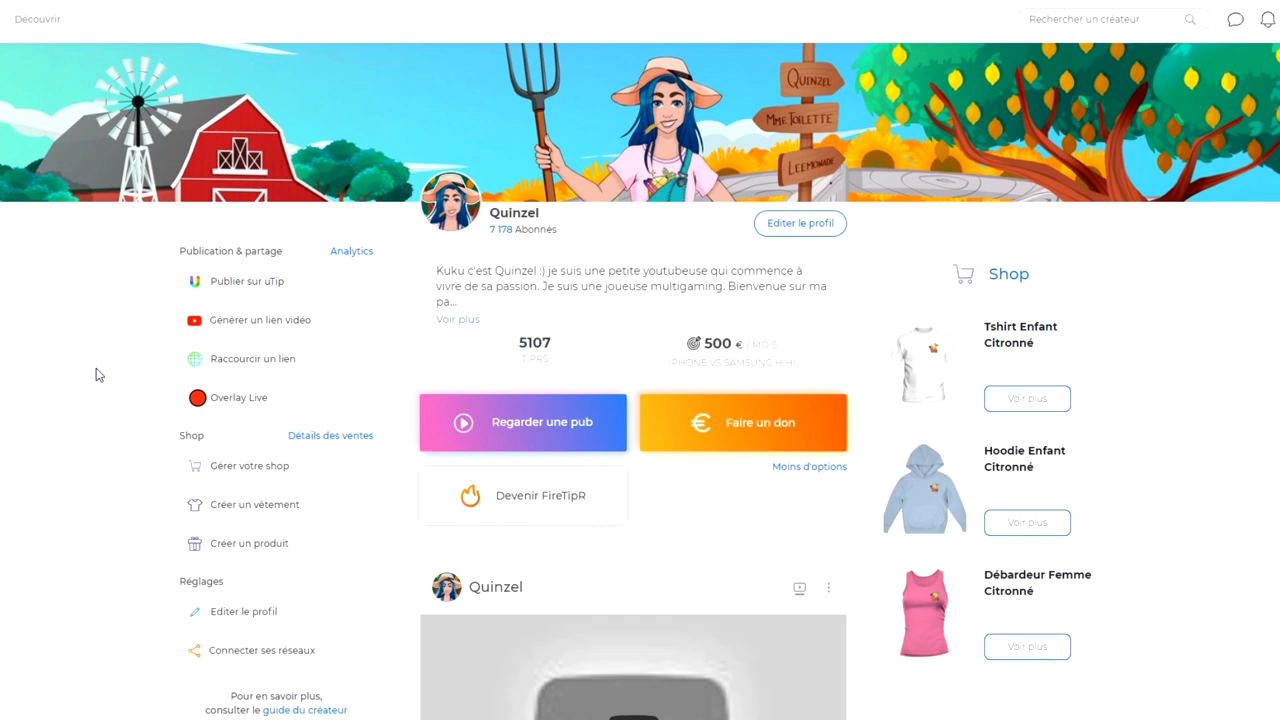 Découvrir
Rechercher un créateur
QUINZEL
MME TOILETTE
LEEMONADE
Quinzel
7 178 Abonnés
Editer le profil
Publication & partage
Analytics
Publier sur uTip
Générer un lien vidéo
Raccourcir un lien
Overlay Live
Shop
Détails des ventes
Gérer votre shop
Créer un vêtement
Créer un produit
Réglages
Editer le profil
Connecter ses réseaux
Pour en savoir plus,
consulter le guide du créateur
Kuku c'est Quinzel :) je suis une petite youtubeuse qui commence à
vivre de sa passion. Je suis une joueuse multigaming. Bienvenue sur ma
pa...
Voir plus
5107
TIPRS
500 € / MOIS
IPHONE VS SAMSUNG HIHI
Regarder une pub
Faire un don
Moins d'options
Devenir FireTipR
Quinzel
Shop
Tshirt Enfant
Citronné
Voir plus
Hoodie Enfant
Citronné
Voir plus
Débardeur Femme
Citronné
Voir plus